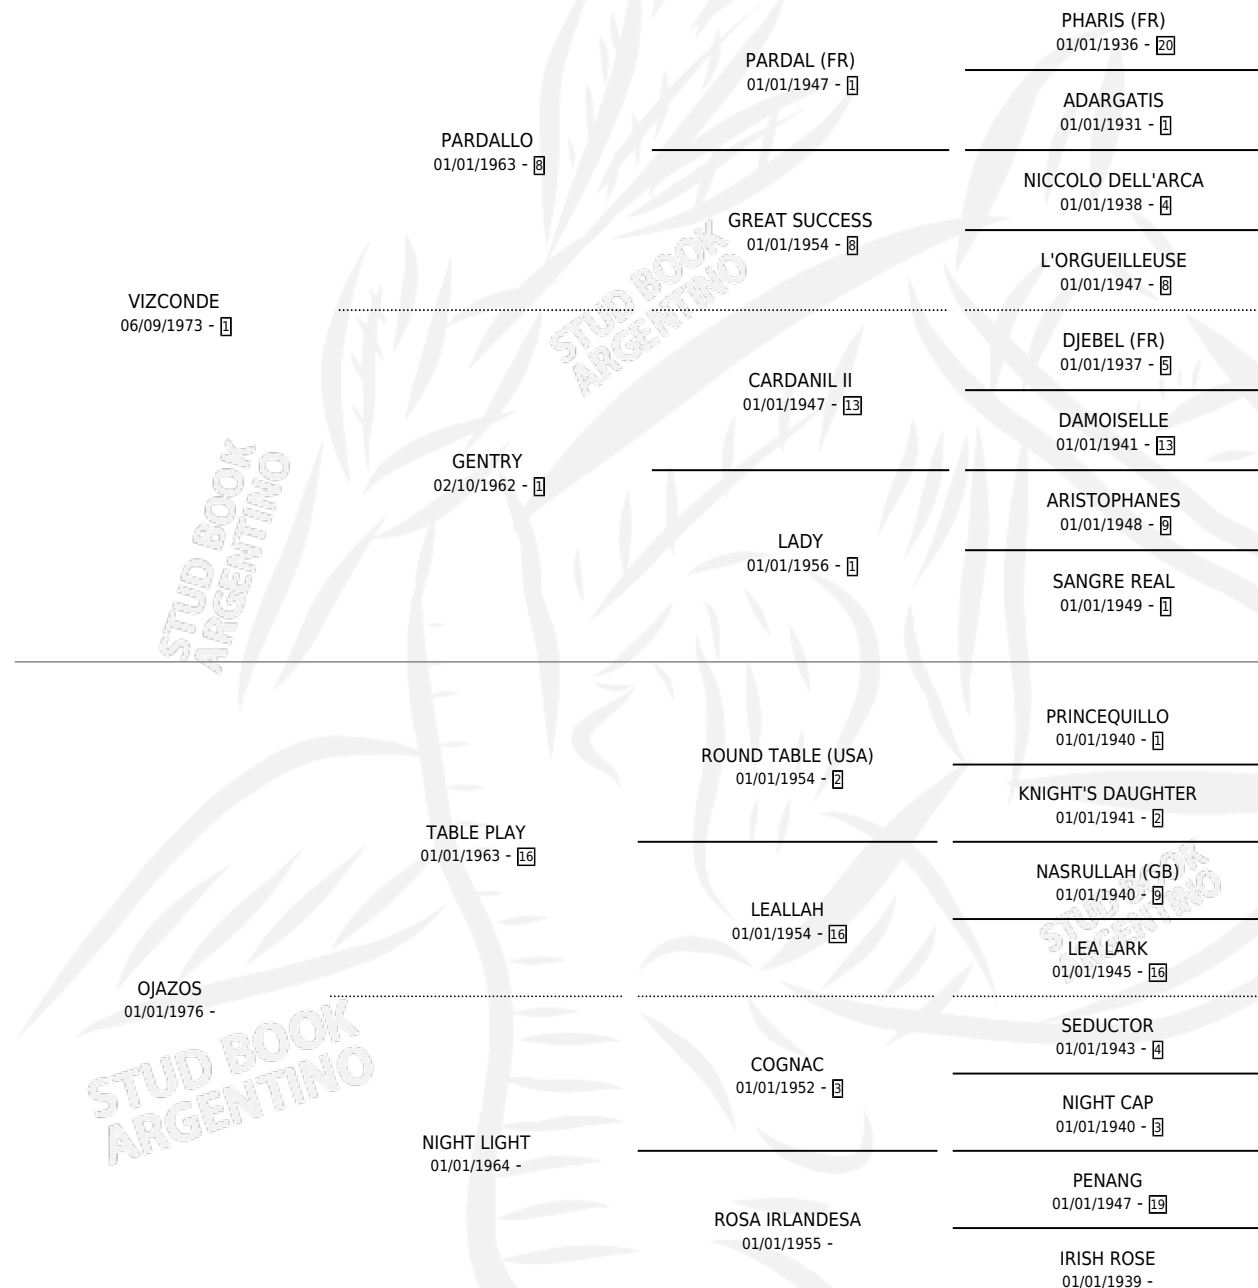 PHARIS (FR)
01/01/1936 - 20
PARDAL (FR)
01/01/1947 - 1
ADARGATIS
01/01/1931 - 1
PARDALLO
01/01/1963 - 8
NICCOLO DELL'ARCA
01/01/1938 - 4
GREAT SUCCESS
01/01/1954 - 8
L'ORGUEILLEUSE
01/01/1947 - 8
VIZCONDE
06/09/1973 - 1
STUD BOOK
ARGENTINO
DJEBEL (FR)
01/01/1937 - 5
CARDANIL II
01/01/1947 - 13
DAMOISELLE
01/01/1941 - 13
GENTRY
02/10/1962 - 1
ARISTOPHANES
01/01/1948 - 9
LADY
01/01/1956 - 1
SANGRE REAL
01/01/1949 - 1
STUD BOOK
ARGENTINO
PRINCEQUILLO
01/01/1940 - 1
ROUND TABLE (USA)
01/01/1954 - 2
KNIGHT'S DAUGHTER
01/01/1941 - 2
TABLE PLAY
01/01/1963 - 16
NASRULLAH (GB)
01/01/1940 - 9
LEALLAH
01/01/1954 - 16
LEA LARK
01/01/1945 - 16
STUD BOOK
ARGENTINO
OJAZOS
01/01/1976 -
SEDUCTOR
01/01/1943 - 4
COGNAC
01/01/1952 - 3
NIGHT CAP
01/01/1940 - 3
STUD BOOK
ARGENTINO
NIGHT LIGHT
01/01/1964 -
PENANG
01/01/1947 - 19
ROSA IRLANDESA
01/01/1955 -
IRISH ROSE
01/01/1939 -